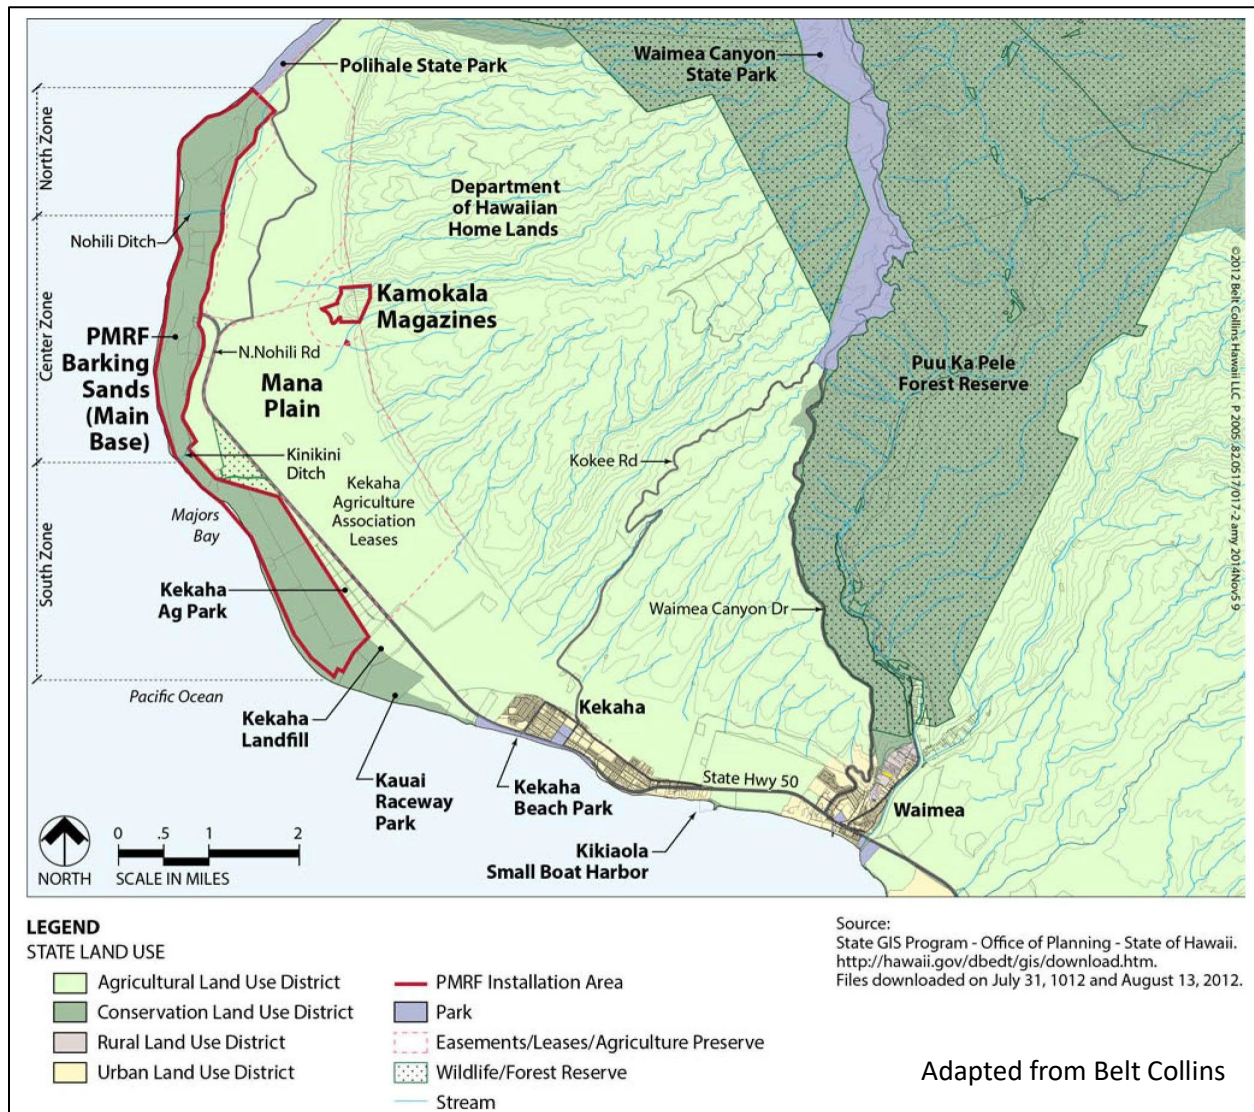 Polihale State Park
Waimea Canyon
State Park
North Zone
Department
of Hawaiian
Home Lands
Nohili Ditch
Kamokala
Magazines
Center Zone
PMRF
Barking
Sands
(Main
Base)
N.Nohili Rd
Mana
Plain
Puu Ka Pele
Forest Reserve
Kinikini
Ditch
Kokee Rd
Kekaha
Agriculture
Association
Leases
Majors
Bay
South Zone
Kekaha
Ag Park
Waimea Canyon Dr
Pacific Ocean
Kekaha
Landfill
Kekaha
Kauai
Raceway
Park
Kekaha
Beach Park
State Hwy 50
Waimea
Kikiaola
Small Boat Harbor
©2012 Belt Collins Hawaii LLC P 2005 .82.0517/017-2 amy 2014Nov5 9
NORTH
0 .5 1 2
SCALE IN MILES
LEGEND
STATE LAND USE
Agricultural Land Use District
Conservation Land Use District
Rural Land Use District
Urban Land Use District
PMRF Installation Area
Park
Easements/Leases/Agriculture Preserve
Wildlife/Forest Reserve
Stream
Source:
State GIS Program - Office of Planning - State of Hawaii.
http://hawaii.gov/dbedt/gis/download.htm.
Files downloaded on July 31, 1012 and August 13, 2012.
Adapted from Belt Collins